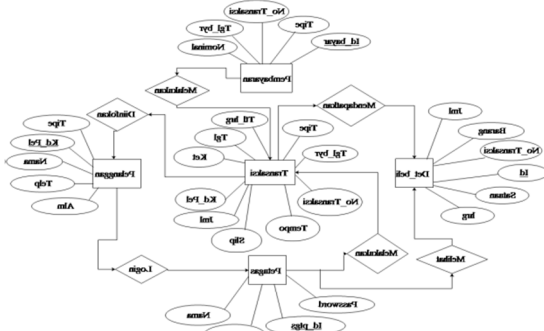 No_Transaksi
Tgl_byr
Tipe
Nominal
Id_bayar
Pembayaran
Melakukan
Mendapatkan
Diinfokan
Ttl_hrg
Tipe
Tgl
Tgl_byr
Ket
Transaksi
No_Transaksi
Kd_Pel
Jml
Slip
Tempo
Jml
Barang
No_Transaksi
Id
Satuan
hrg
Det_beli
Tipe
Kd_Pel
Nama
Telp
Alm
Pelanggan
Login
Petugas
Melakukan
Melihat
Nama
Password
Id_ptgs